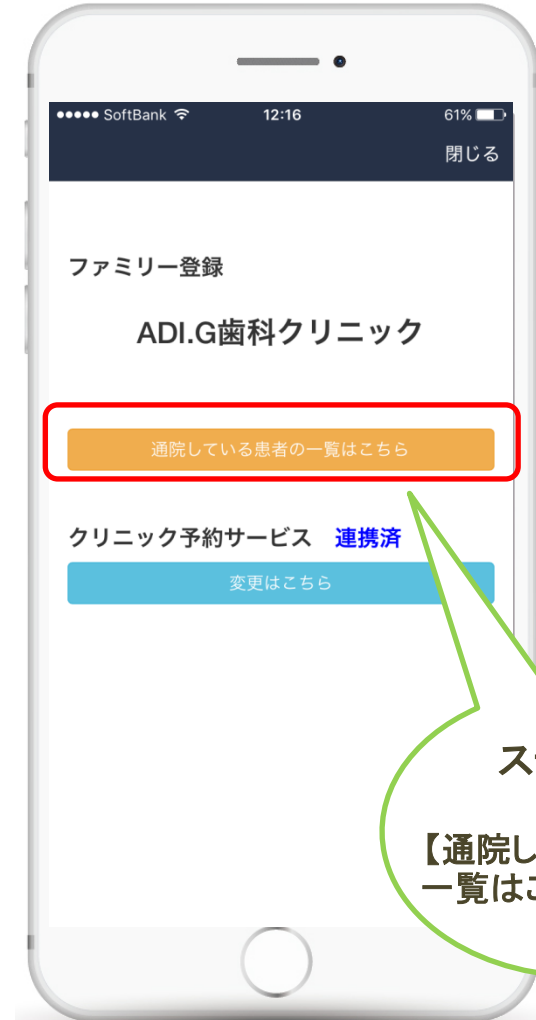 SoftBank 12:16 61%
閉じる
ファミリー登録
ADI.G歯科クリニック
通院している患者の一覧はこちら
クリニック予約サービス 連携済
変更はこちら
ス
【通院し
一覧は